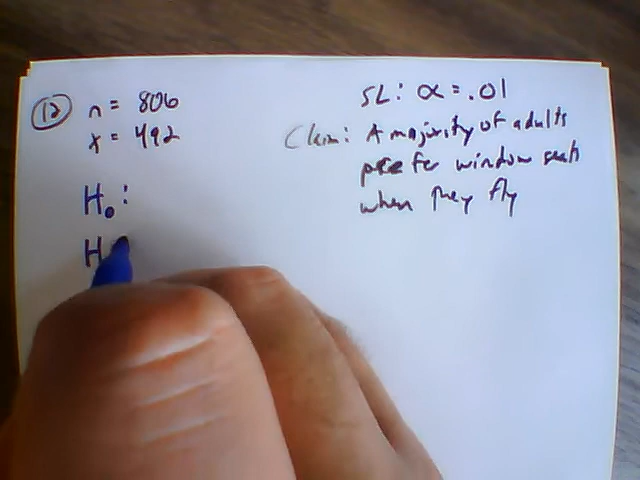 12 n = 806
x = 492
SL: α = .01
Claim: A majority of adults
prefer window seats
when they fly
H₀:
H